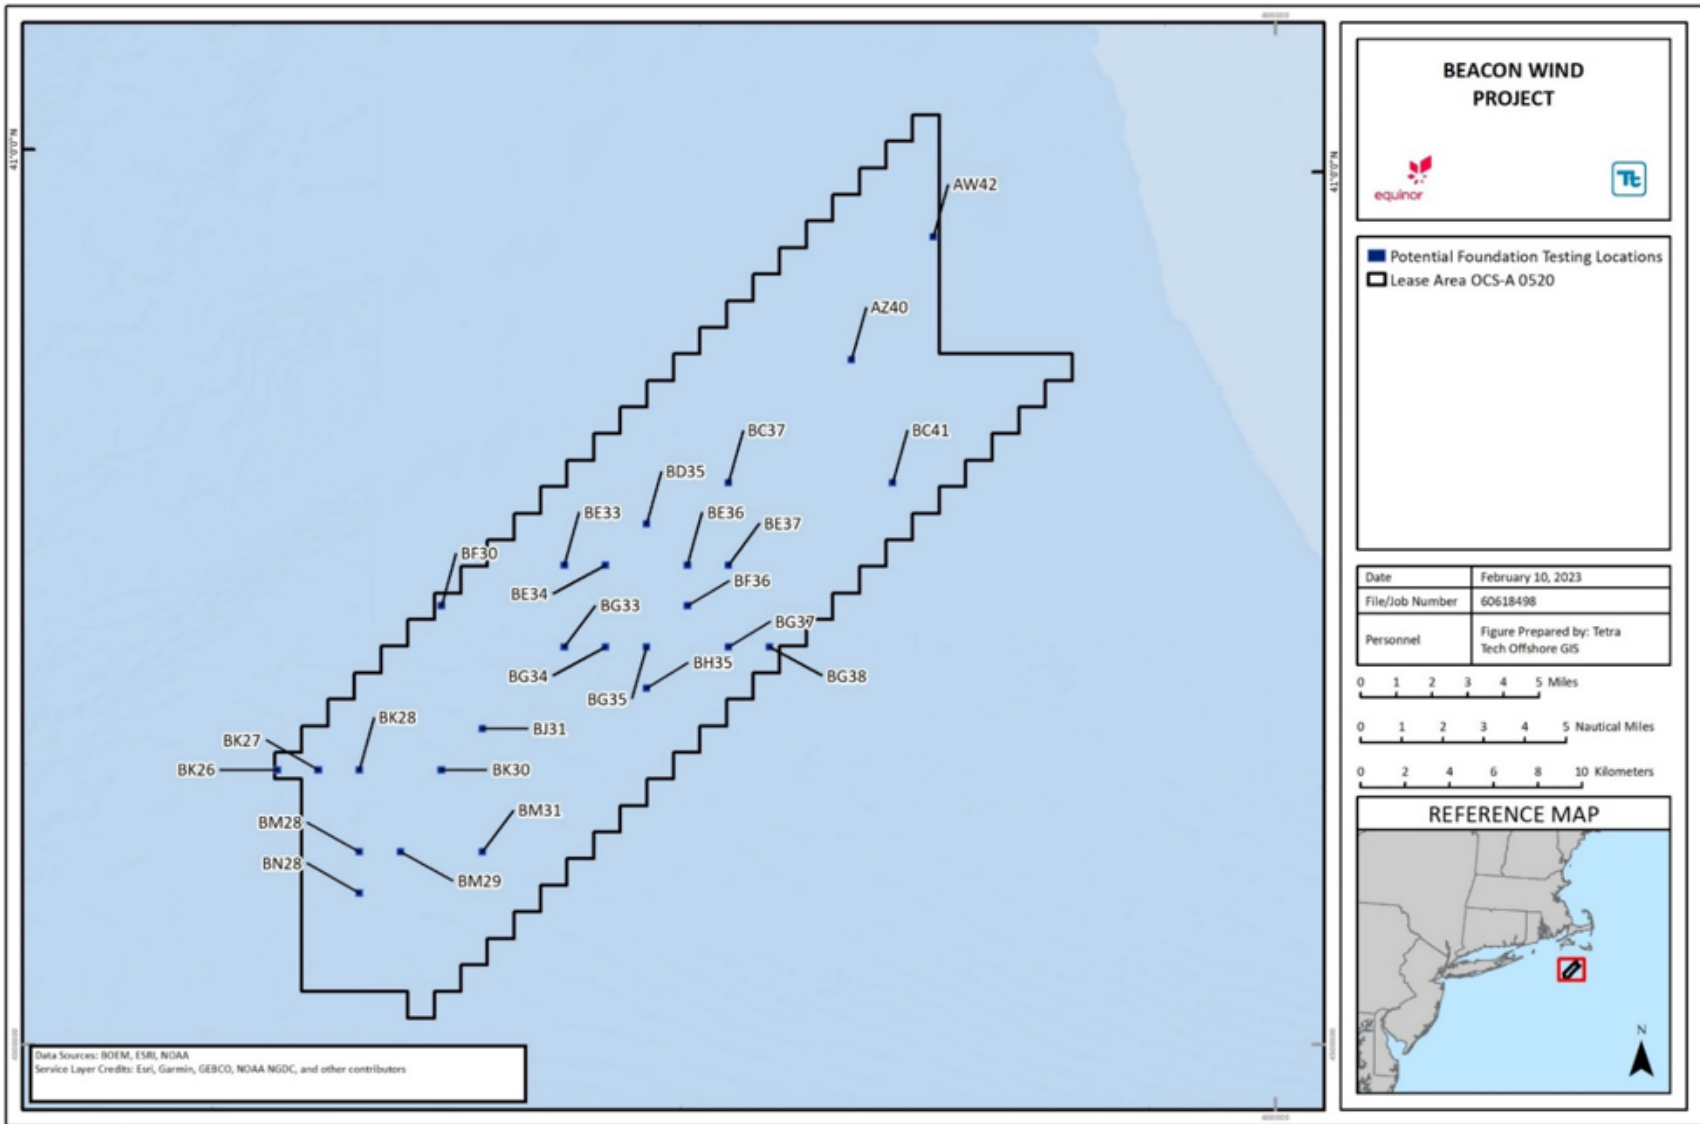 400000
41°0'0"N
41°0'0"N
AW42
AZ40
BC37
BC41
BD35
BE33
BE36
BE37
BF30
BE34
BF36
BG33
BG37
BG34
BH35
BG38
BG35
BK28
BJ31
BK27
BK26
BK30
BM31
BM28
BN28
BM29
Data Sources: BOEM, ESRI, NOAA
Service Layer Credits: Esri, Garmin, GEBCO, NOAA NGDC, and other contributors
400000
BEACON WIND
PROJECT
equinor
Tt
Potential Foundation Testing Locations
Lease Area OCS-A 0520
Date February 10, 2023
File/Job Number 60618498
Personnel Figure Prepared by: Tetra
Tech Offshore GIS
0 1 2 3 4 5 Miles
0 1 2 3 4 5 Nautical Miles
0 2 4 6 8 10 Kilometers
REFERENCE MAP
N